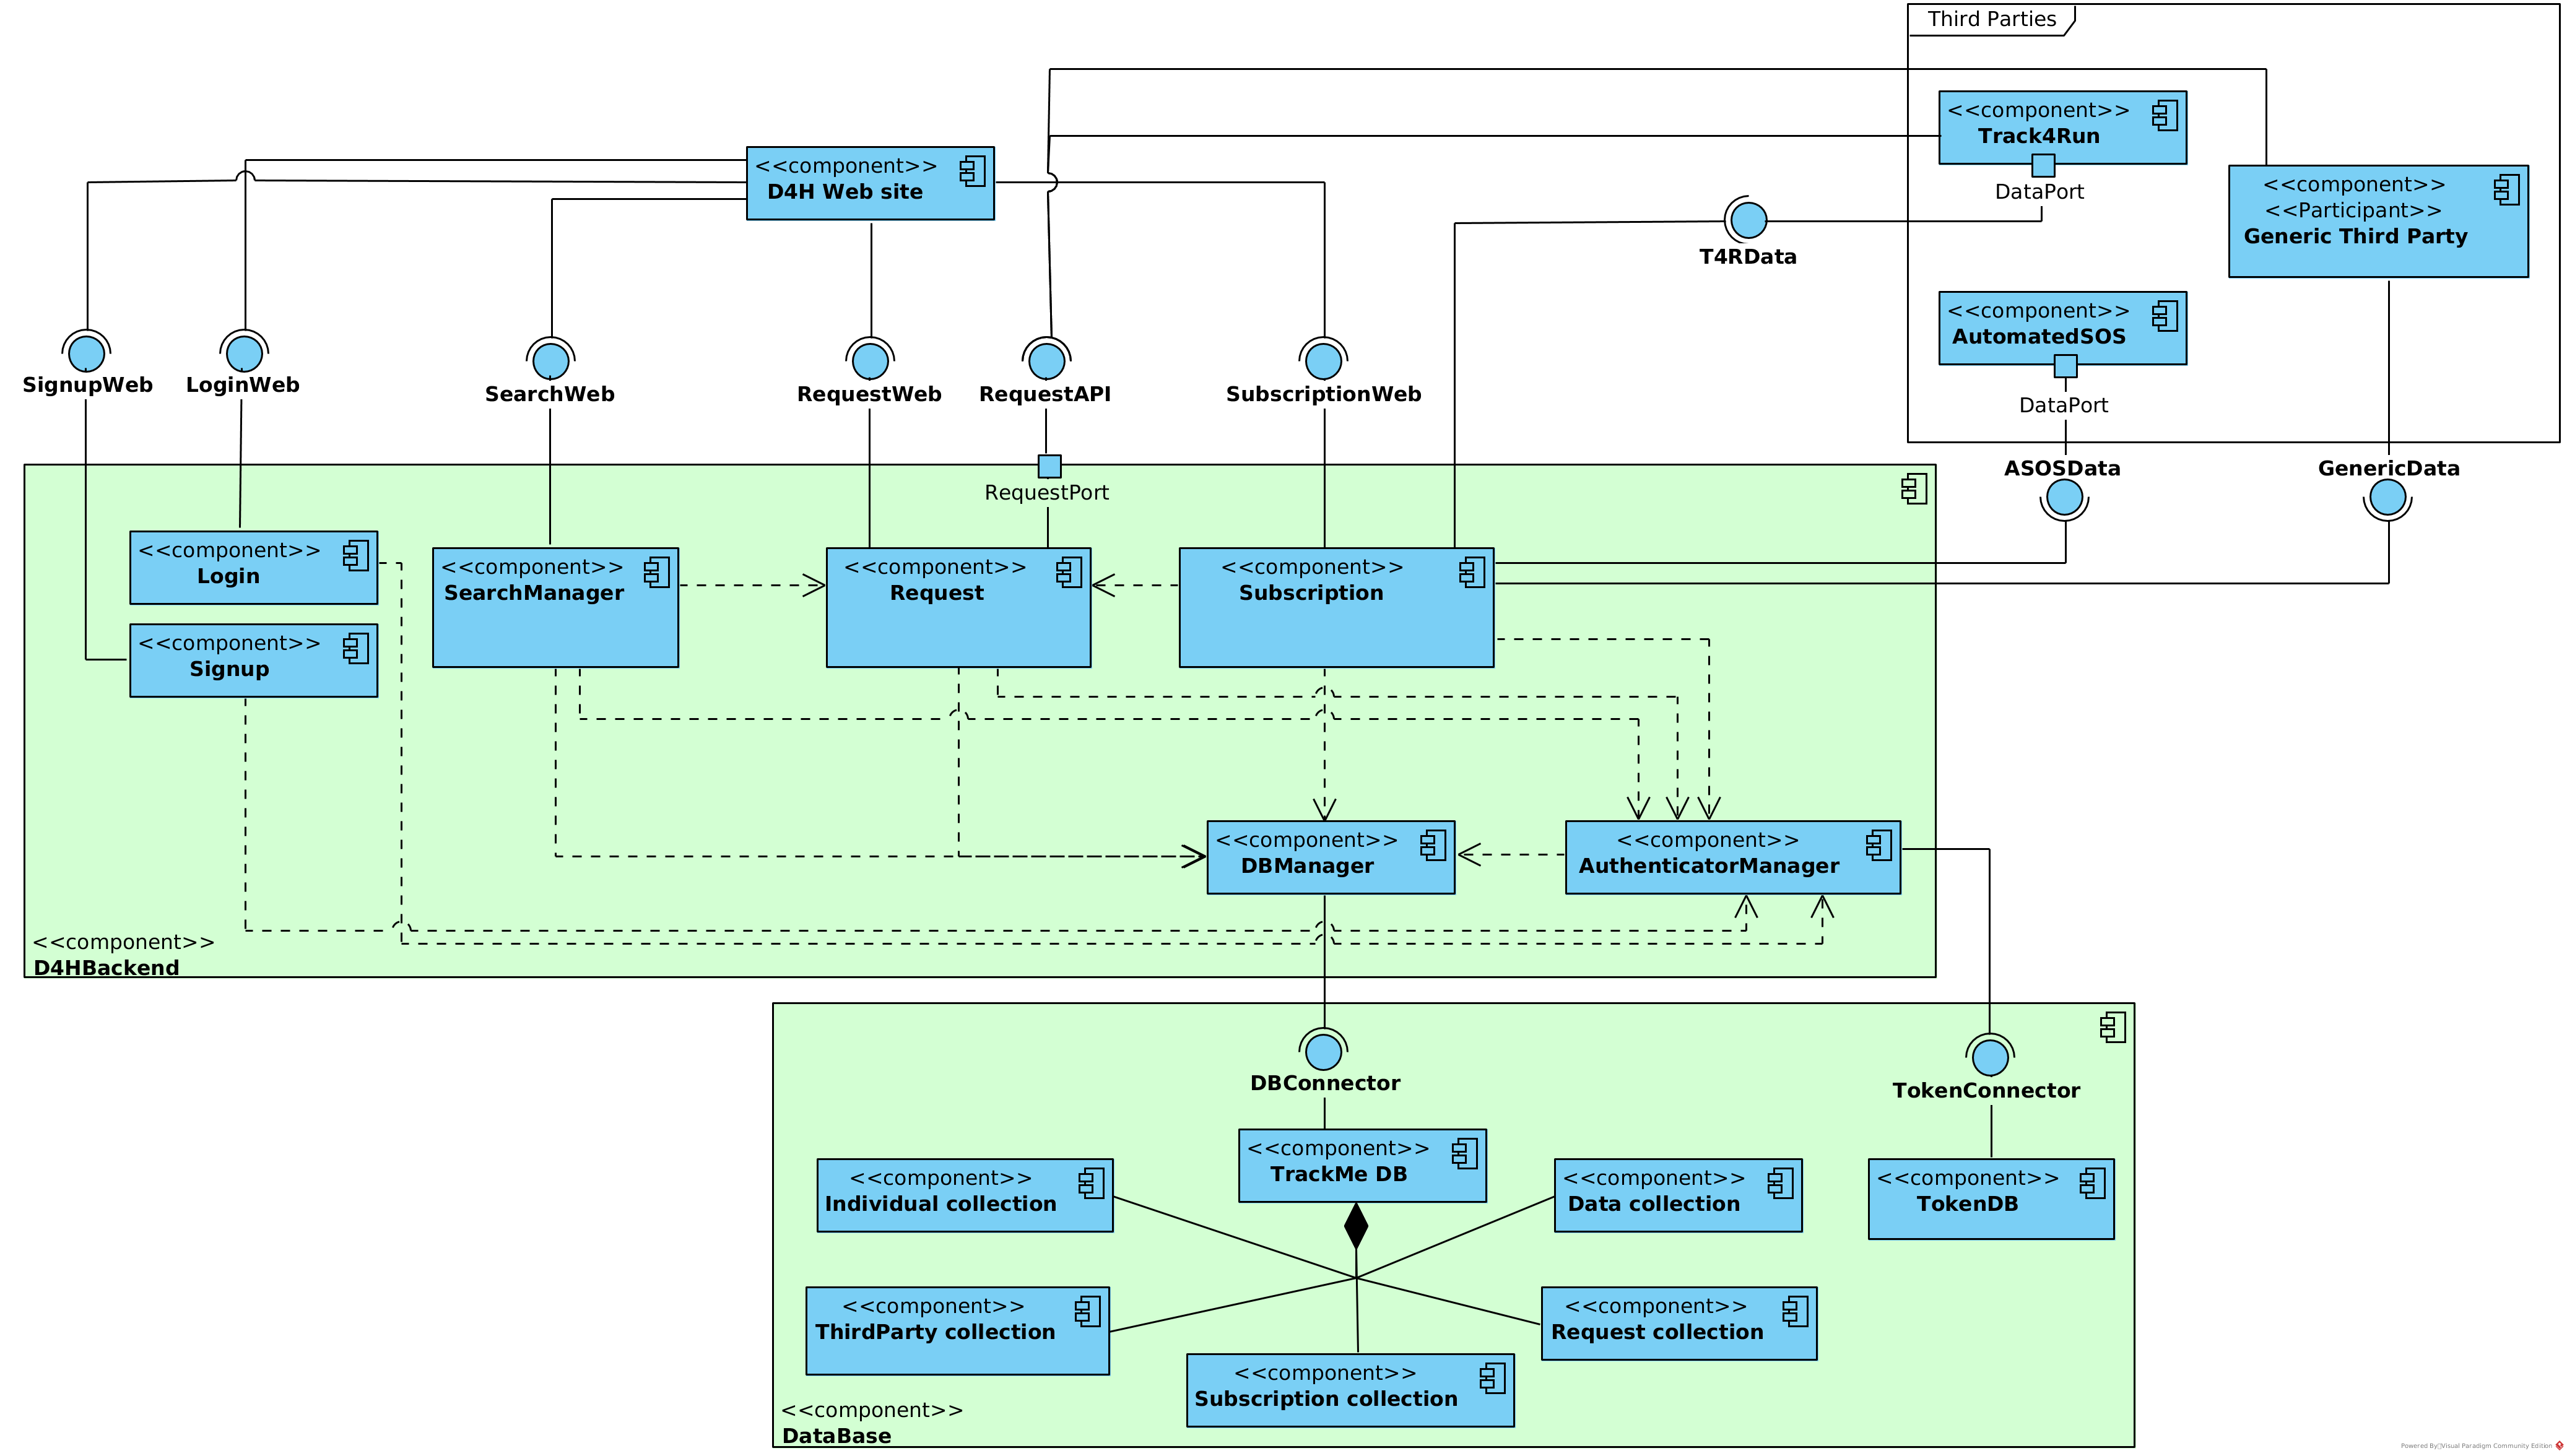 Third Parties
<<component>>
Track4Run
DataPort
<<component>>
D4H Web site
<<component>>
<<Participant>>
Generic Third Party
T4RData
<<component>>
AutomatedSOS
DataPort
SignupWeb
LoginWeb
SearchWeb
RequestWeb
RequestAPI
SubscriptionWeb
ASOSData
GenericData
RequestPort
<<component>>
Login
<<component>>
SearchManager
<<component>>
Request
<<component>>
Subscription
<<component>>
Signup
<<component>>
DBManager
<<component>>
AuthenticatorManager
<<component>>
D4HBackend
DBConnector
TokenConnector
<<component>>
TrackMe DB
<<component>>
Individual collection
<<component>>
Data collection
<<component>>
TokenDB
<<component>>
ThirdParty collection
<<component>>
Request collection
<<component>>
Subscription collection
<<component>>
DataBase
Powered By Visual Paradigm Community Edition